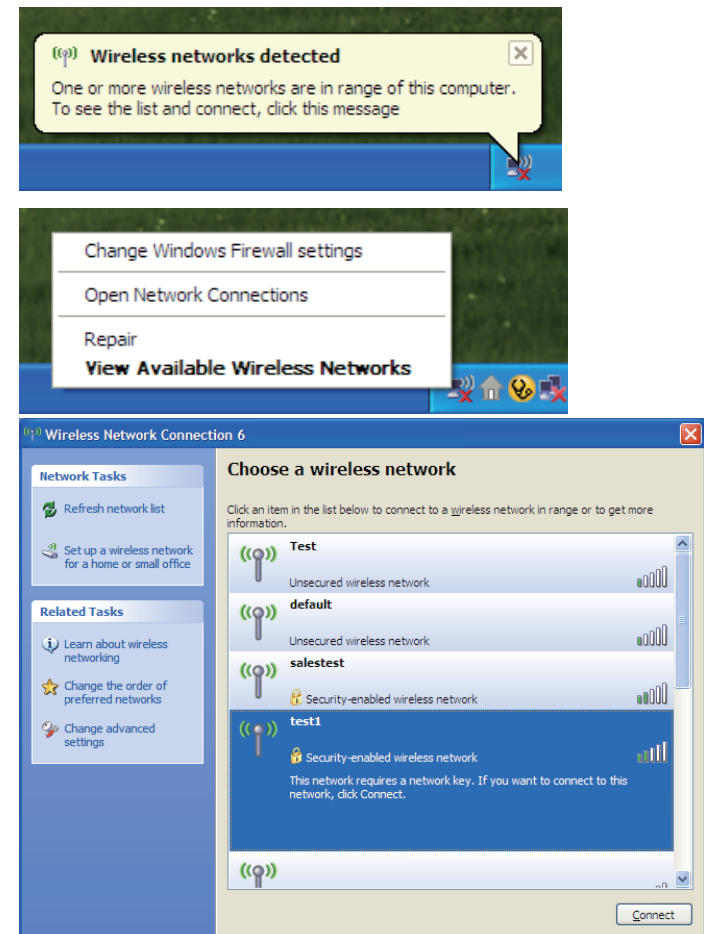 Wireless networks detected
One or more wireless networks are in range of this computer.
To see the list and connect, click this message
Change Windows Firewall settings
Open Network Connections
Repair
View Available Wireless Networks
Wireless Network Connection 6
Network Tasks
Refresh network list
Set up a wireless network
for a home or small office
Related Tasks
Learn about wireless
networking
Change the order of
preferred networks
Change advanced
settings
Choose a wireless network
Click an item in the list below to connect to a wireless network in range or to get more
information.
Test
Unsecured wireless network
default
Unsecured wireless network
salestest
Security-enabled wireless network
test1
Security-enabled wireless network
This network requires a network key. If you want to connect to this
network, click Connect.
Connect